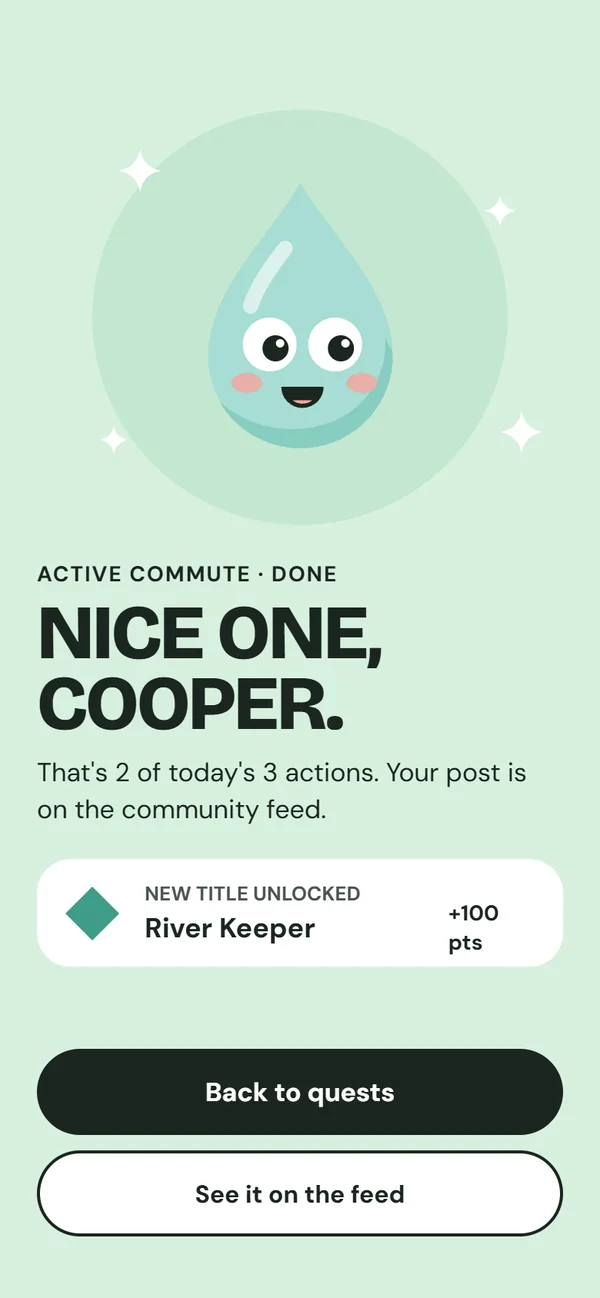 ACTIVE COMMUTE · DONE
NICE ONE,
COOPER.
That's 2 of today's 3 actions. Your post is
on the community feed.
NEW TITLE UNLOCKED
River Keeper
+100
pts
Back to quests
See it on the feed